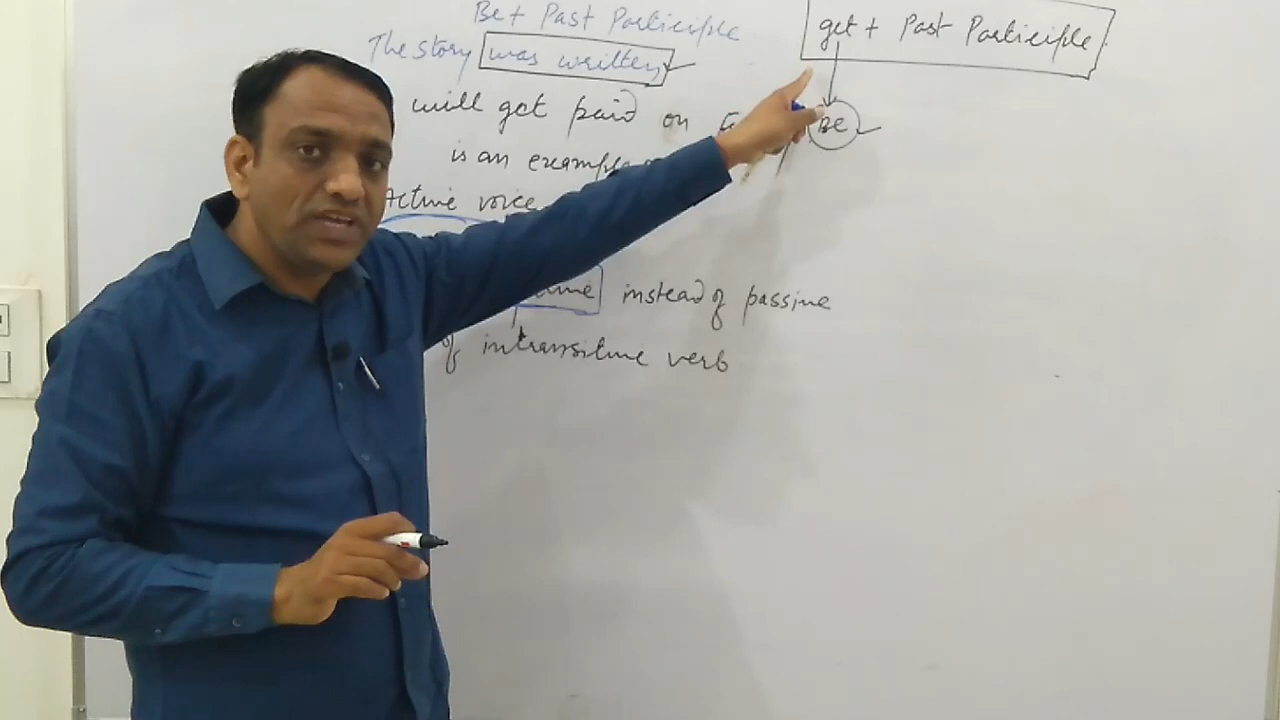 Be + Past Participle
get + Past Participle
The story was written
will get paid on
Be
is an example
Active voice
instead of passive
of intransitive verb